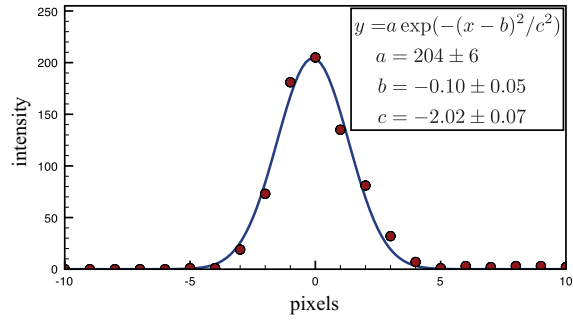 250
200
150
100
50
0
-10
-5
0
5
10
intensity
pixels
y =a exp(−(x − b)²/c²)
a = 204 ± 6
b = −0.10 ± 0.05
c = −2.02 ± 0.07